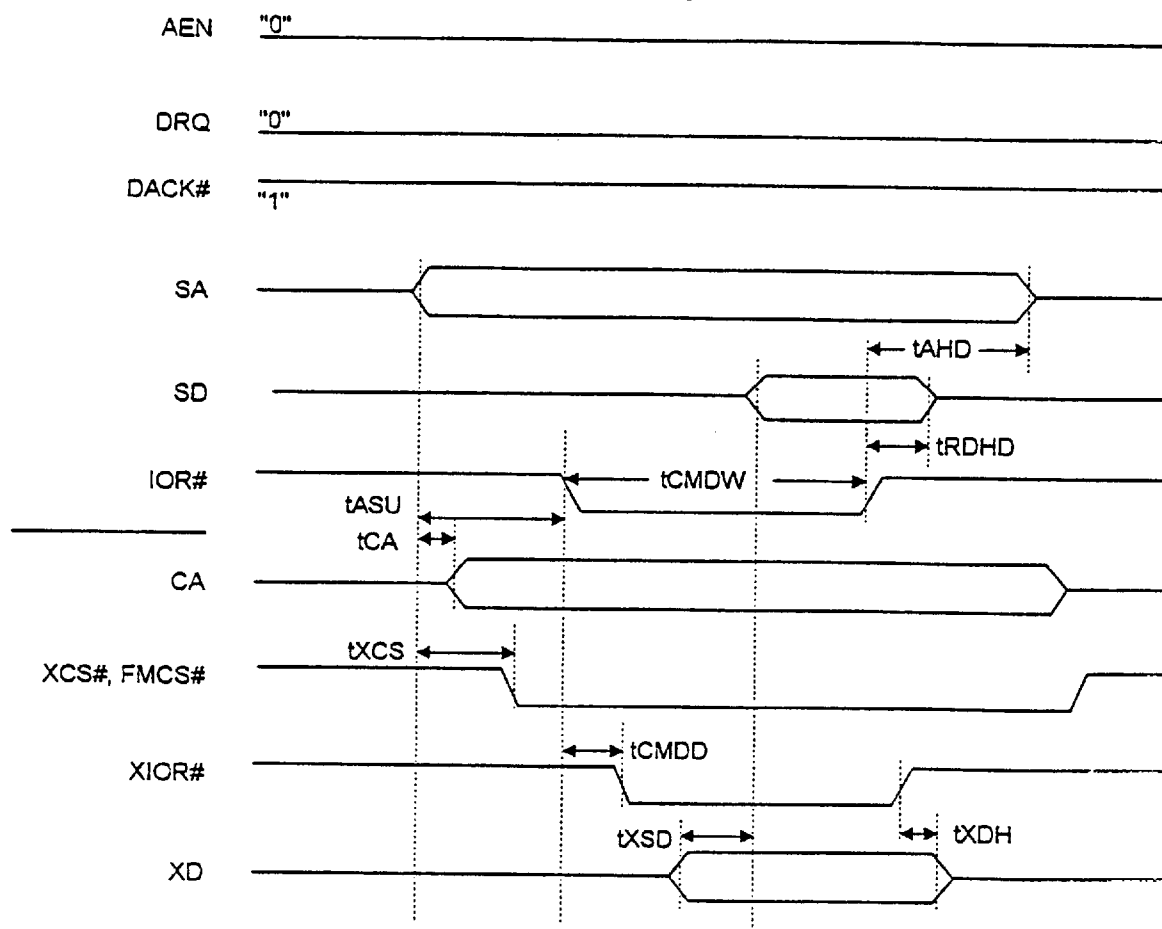 AEN "0"
DRQ "0"
DACK# "1"
SA
tAHD
SD
tRDHD
IOR# tCMDW
tASU
tCA
CA
tXCS
XCS#, FMCS#
tCMDD
XIOR#
tXSD tXDH
XD